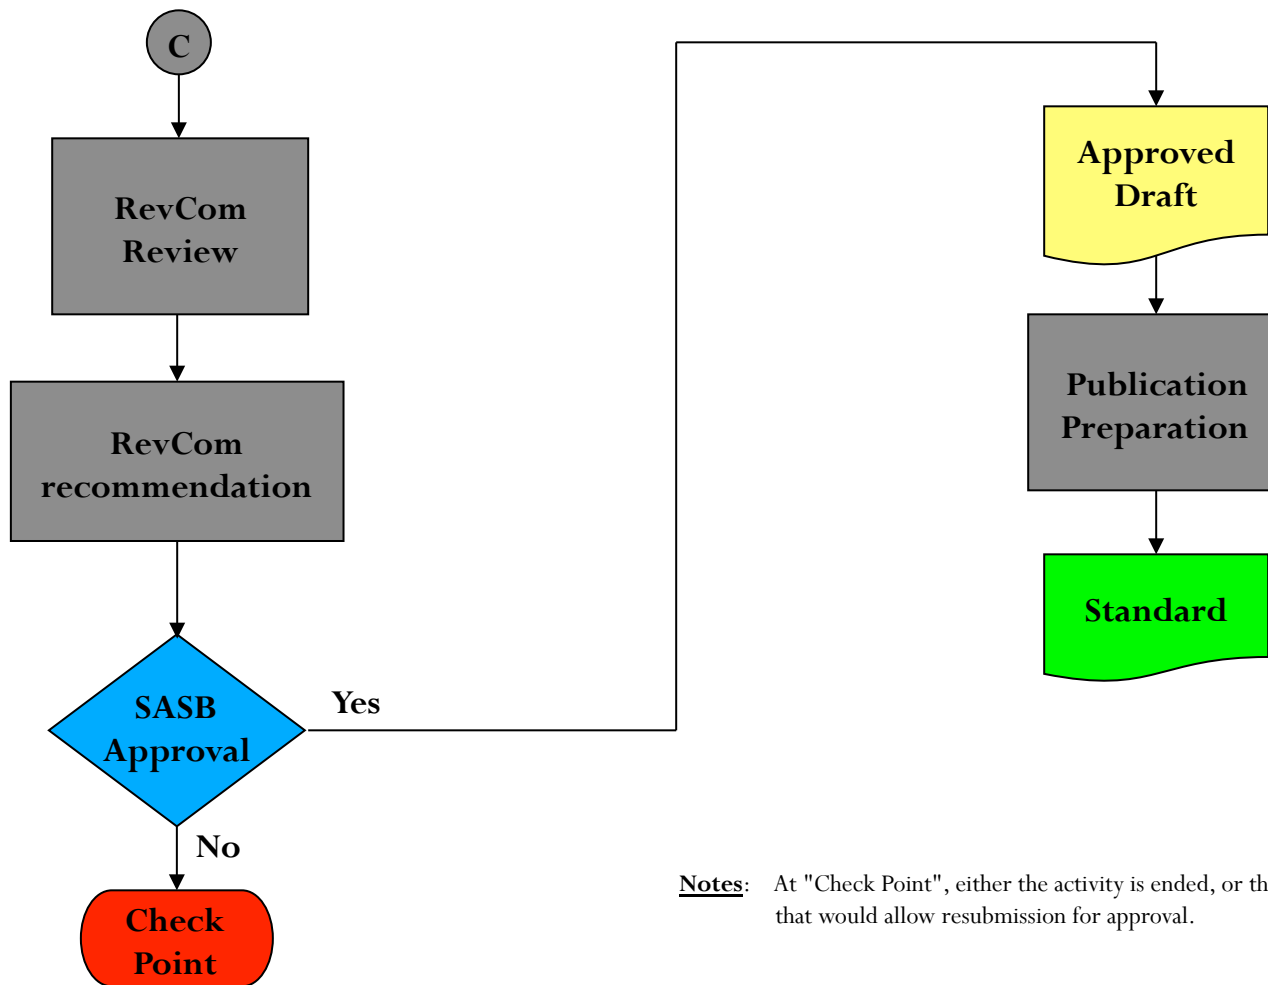 C
RevCom
Review
RevCom
recommendation
SASB
Approval
Yes
No
Check
Point
Approved
Draft
Publication
Preparation
Standard
Notes: At "Check Point", either the activity is ended, or th
that would allow resubmission for approval.